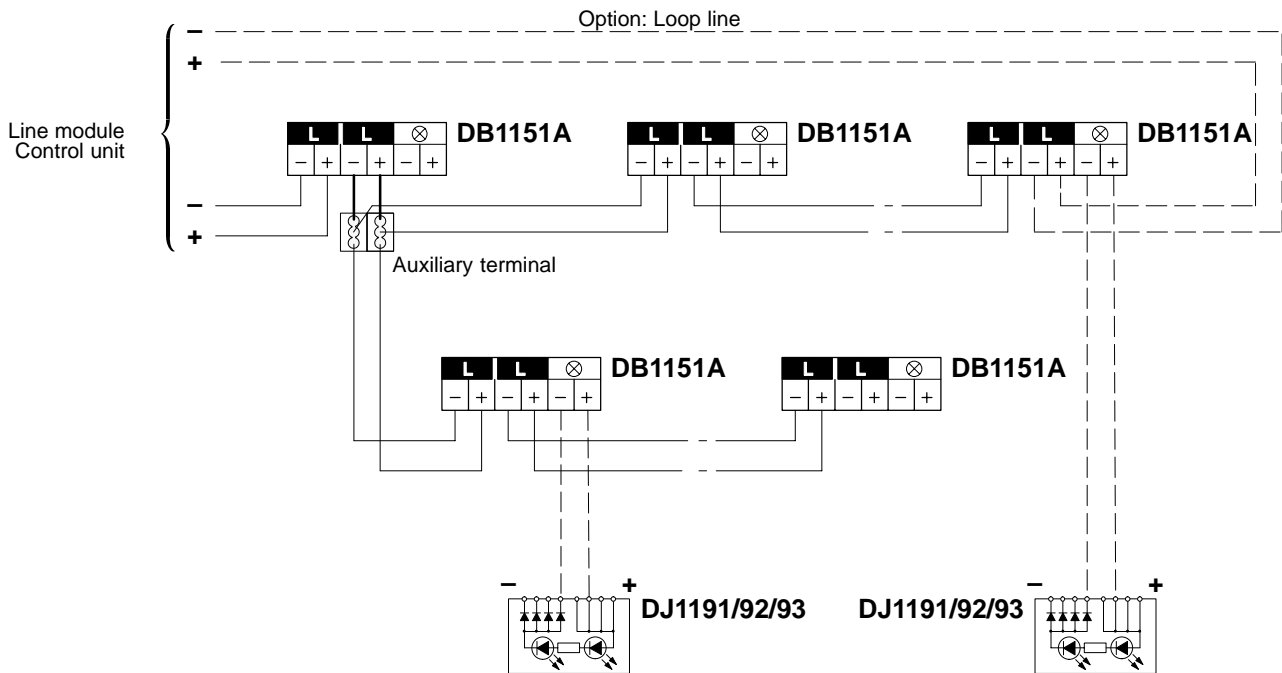 Option: Loop line
−
+
Line module
Control unit
L L ⊗ DB1151A
− + − + − +
L L ⊗ DB1151A
− + − + − +
L L ⊗ DB1151A
− + − + − +
−
+
Auxiliary terminal
L L ⊗ DB1151A
− + − + − +
L L ⊗ DB1151A
− + − + − +
− +
DJ1191/92/93
− +
DJ1191/92/93